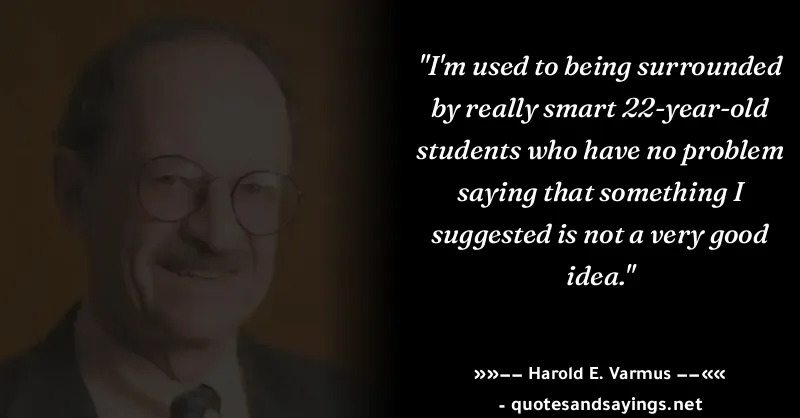 "I'm used to being surrounded
by really smart 22-year-old
students who have no problem
saying that something I
suggested is not a very good
idea."
»»–– Harold E. Varmus ––««
- quotesandsayings.net